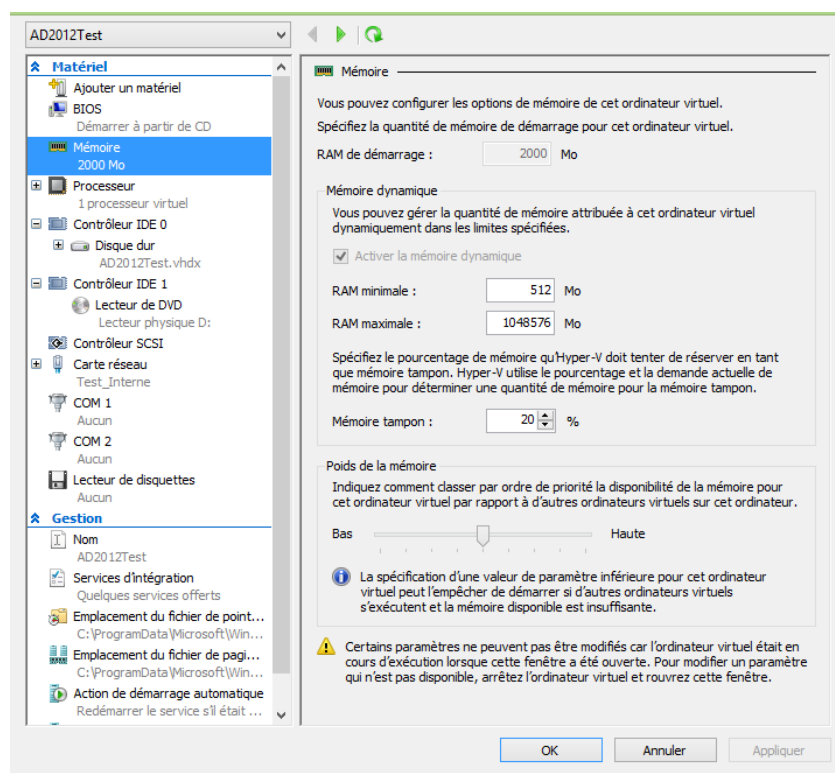 AD2012Test
Matériel
Ajouter un matériel
BIOS
Démarrer à partir de CD
Mémoire
2000 Mo
Processeur
1 processeur virtuel
Contrôleur IDE 0
Disque dur
AD2012Test.vhdx
Contrôleur IDE 1
Lecteur de DVD
Lecteur physique D:
Contrôleur SCSI
Carte réseau
Test_Interne
COM 1
Aucun
COM 2
Aucun
Lecteur de disquettes
Aucun
Gestion
Nom
AD2012Test
Services d'intégration
Quelques services offerts
Emplacement du fichier de point...
C:\ProgramData\Microsoft\Win...
Emplacement du fichier de pagi...
C:\ProgramData\Microsoft\Win...
Action de démarrage automatique
Redémarrer le service s'il était ...
Mémoire
Vous pouvez configurer les options de mémoire de cet ordinateur virtuel.
Spécifiez la quantité de mémoire de démarrage pour cet ordinateur virtuel.
RAM de démarrage : 2000 Mo
Mémoire dynamique
Vous pouvez gérer la quantité de mémoire attribuée à cet ordinateur virtuel
dynamiquement dans les limites spécifiées.
Activer la mémoire dynamique
RAM minimale : 512 Mo
RAM maximale : 1048576 Mo
Spécifiez le pourcentage de mémoire qu'Hyper-V doit tenter de réserver en tant
que mémoire tampon. Hyper-V utilise le pourcentage et la demande actuelle de
mémoire pour déterminer une quantité de mémoire pour la mémoire tampon.
Mémoire tampon : 20 %
Poids de la mémoire
Indiquez comment classer par ordre de priorité la disponibilité de la mémoire pour
cet ordinateur virtuel par rapport à d'autres ordinateurs virtuels sur cet ordinateur.
Bas Haute
La spécification d'une valeur de paramètre inférieure pour cet ordinateur
virtuel peut l'empêcher de démarrer si d'autres ordinateurs virtuels
s'exécutent et la mémoire disponible est insuffisante.
Certains paramètres ne peuvent pas être modifiés car l'ordinateur virtuel était en
cours d'exécution lorsque cette fenêtre a été ouverte. Pour modifier un paramètre
qui n'est pas disponible, arrêtez l'ordinateur virtuel et rouvrez cette fenêtre.
OK Annuler Appliquer